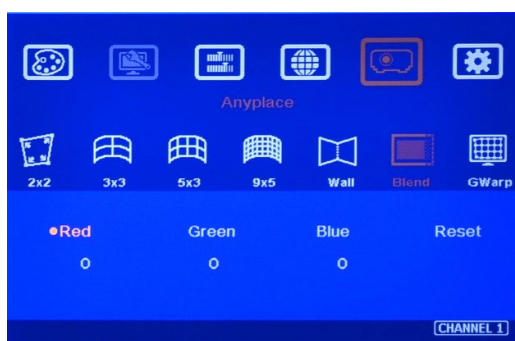 Anyplace
2x2 3x3 5x3 9x5 Wall Blend GWarp
Red Green Blue Reset
0 0 0
CHANNEL 1